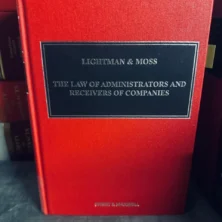 LIGHTMAN & MOSS
THE LAW OF ADMINISTRATORS AND
RECEIVERS OF COMPANIES